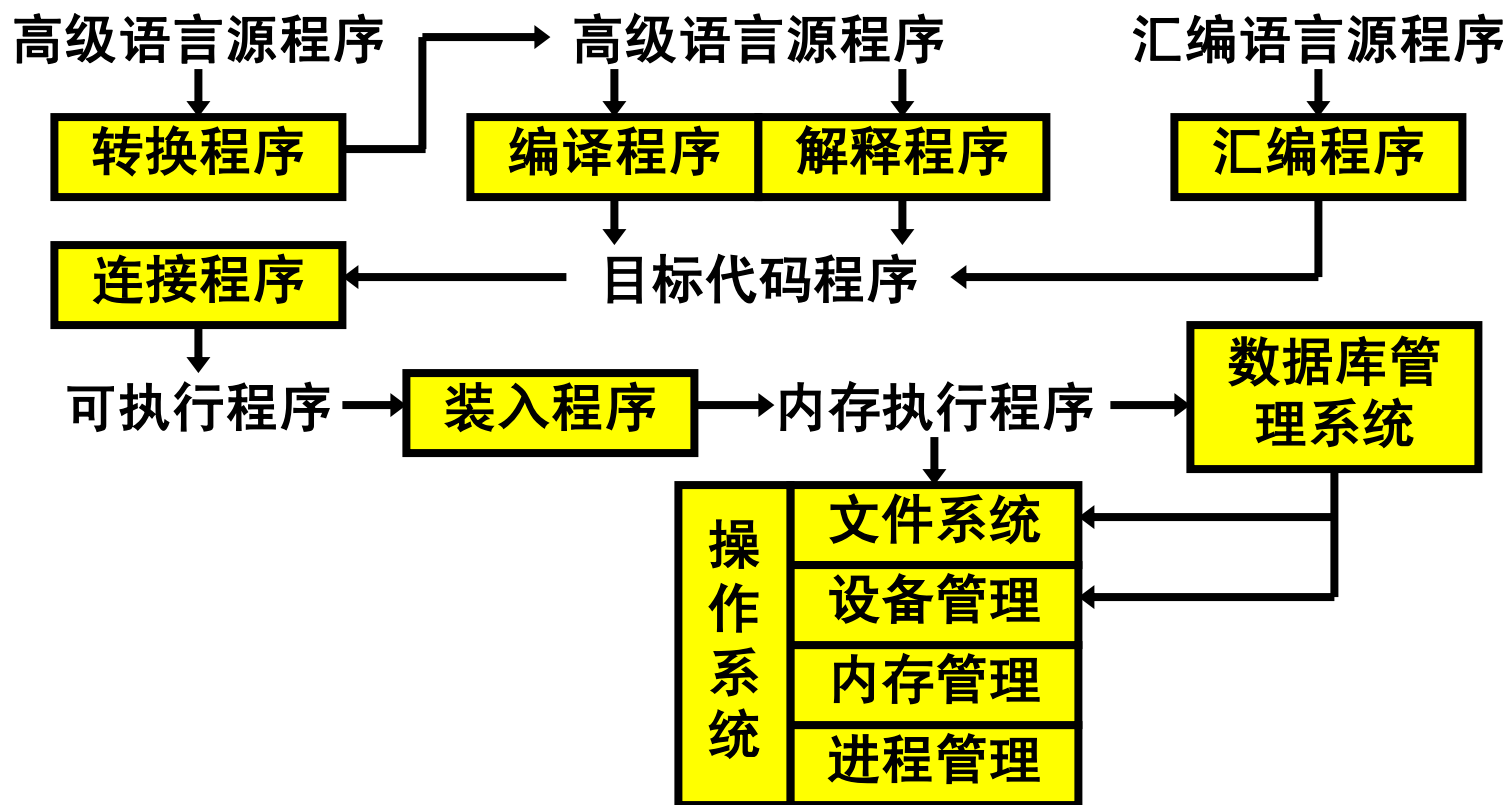 高级语言源程序
高级语言源程序
汇编语言源程序
转换程序
编译程序
解释程序
汇编程序
连接程序
目标代码程序
可执行程序
装入程序
内存执行程序
数据库管
理系统
操
作
系
统
文件系统
设备管理
内存管理
进程管理